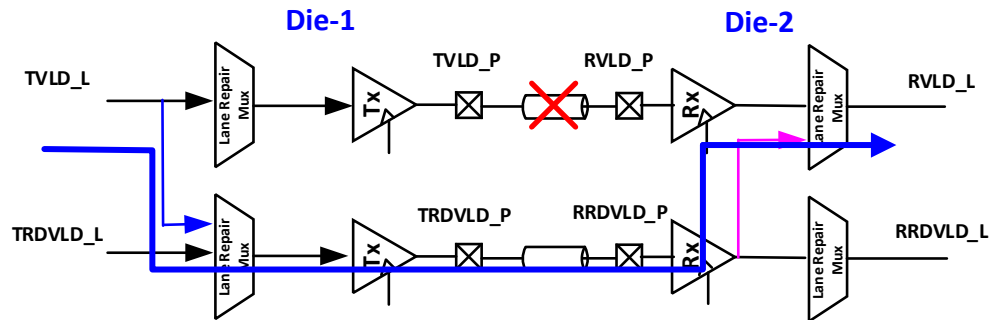 Die-1
Die-2
TVLD_L
Lane Repair
Mux
Tx
TVLD_P
RVLD_P
Rx
Lane Repair
Mux
RVLD_L
TRDVLD_L
Lane Repair
Mux
Tx
TRDVLD_P
RRDVLD_P
Rx
Lane Repair
Mux
RRDVLD_L